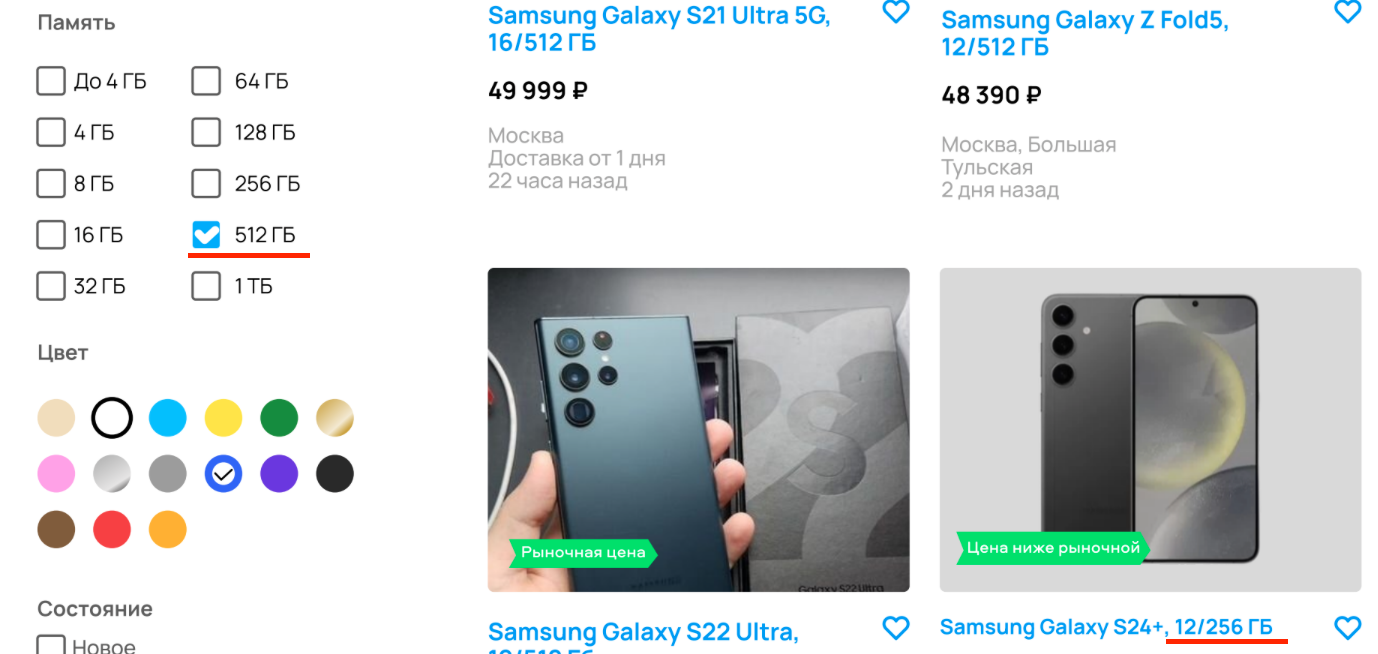 Память
До 4 ГБ
64 ГБ
4 ГБ
128 ГБ
8 ГБ
256 ГБ
16 ГБ
512 ГБ
32 ГБ
1 ТБ
Цвет
Состояние
Новое
Samsung Galaxy S21 Ultra 5G,
16/512 ГБ
49 999 ₽
Москва
Доставка от 1 дня
22 часа назад
Samsung Galaxy Z Fold5,
12/512 ГБ
48 390 ₽
Москва, Большая
Тульская
2 дня назад
Рыночная цена
Galaxy S22 Ultra
Samsung Galaxy S22 Ultra,
Цена ниже рыночной
Samsung Galaxy S24+, 12/256 ГБ